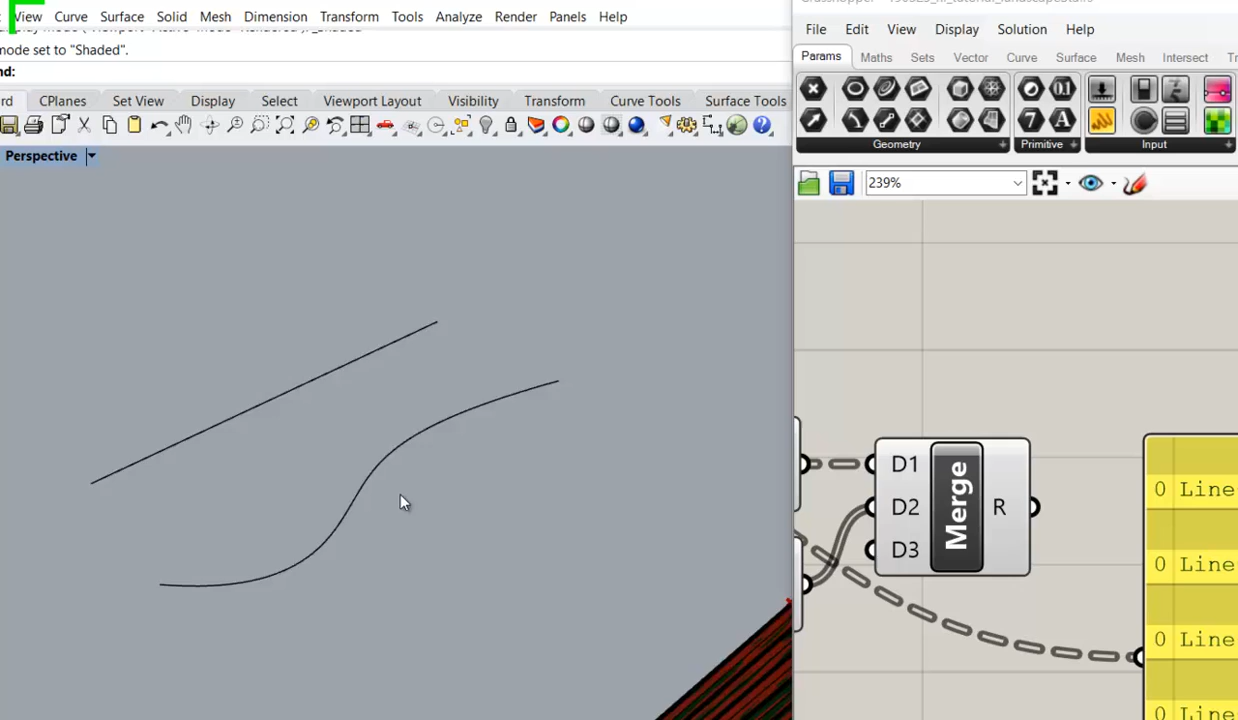 View Curve Surface Solid Mesh Dimension Transform Tools Analyze Render Panels Help
mode set to "Shaded".
nd:
rd CPlanes Set View Display Select Viewport Layout Visibility Transform Curve Tools Surface Tools
Perspective
File Edit View Display Solution Help
Params Maths Sets Vector Curve Surface Mesh Intersect Tr
Geometry Primitive Input
239%
D1
D2
D3
Merge
R
0 Line
0 Line
0 Line
0 Line